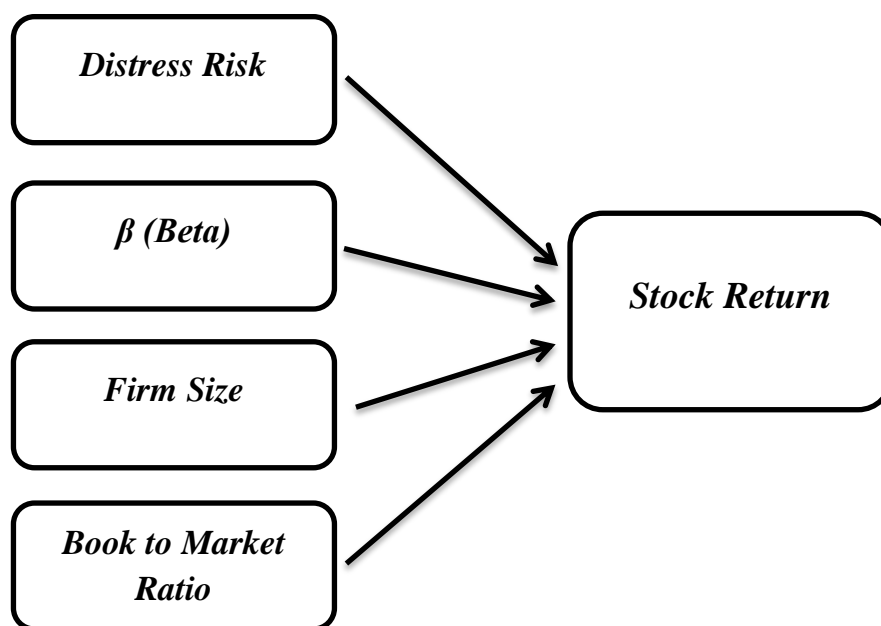 Distress Risk
β (Beta)
Firm Size
Book to Market
Ratio
Stock Return